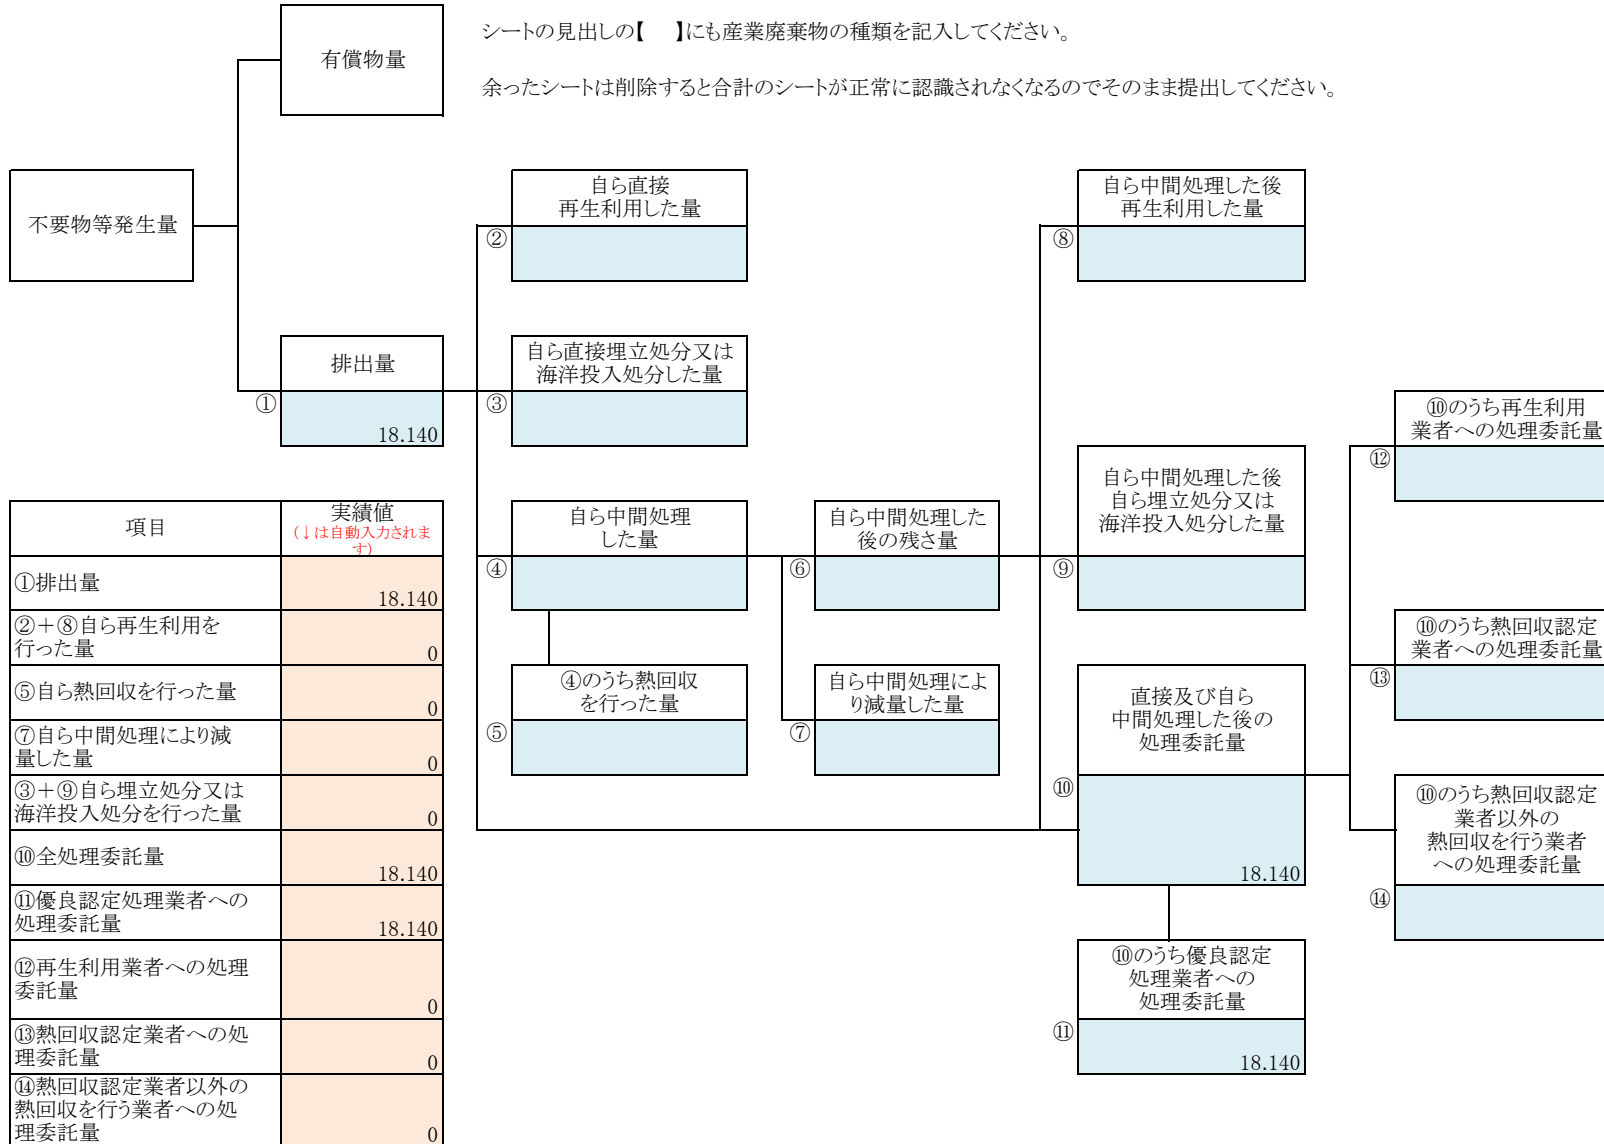 シートの見出しの【　】にも産業廃棄物の種類を記入してください。
有償物量
余ったシートは削除すると合計のシートが正常に認識されなくなるのでそのまま提出してください。
不要物等発生量
自ら直接
再生利用した量
②
自ら中間処理した後
再生利用した量
⑧
排出量
①
18.140
自ら直接埋立処分又は
海洋投入処分した量
③
⑩のうち再生利用
業者への処理委託量
⑫
自ら中間処理
した量
④
自ら中間処理した
後の残さ量
⑥
自ら中間処理した後
自ら埋立処分又は
海洋投入処分した量
⑨
⑩のうち熱回収認定
業者への処理委託量
⑬
④のうち熱回収
を行った量
⑤
自ら中間処理によ
り減量した量
⑦
直接及び自ら
中間処理した後の
処理委託量
⑩
18.140
⑩のうち熱回収認定
業者以外の
熱回収を行う業者
への処理委託量
⑭
⑩のうち優良認定
処理業者への
処理委託量
⑪
18.140
項目
実績値
(↓は自動入力されま
す)
①排出量
18.140
②＋⑧自ら再生利用を
行った量
0
⑤自ら熱回収を行った量
0
⑦自ら中間処理により減
量した量
0
③＋⑨自ら埋立処分又は
海洋投入処分を行った量
0
⑩全処理委託量
18.140
⑪優良認定処理業者への
処理委託量
18.140
⑫再生利用業者への処理
委託量
0
⑬熱回収認定業者への処
理委託量
0
⑭熱回収認定業者以外の
熱回収を行う業者への処
理委託量
0